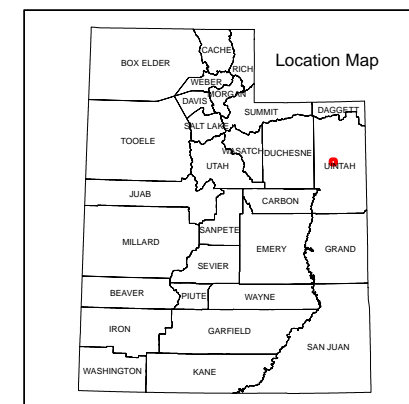 Location Map
CACHE
BOX ELDER
RICH
WEBER
MORGAN
DAVIS
SUMMIT
DAGGETT
SALT LAKE
TOOELE
WASATCH
DUCHESNE
UINTAH
UTAH
JUAB
CARBON
SANPETE
MILLARD
EMERY
GRAND
SEVIER
BEAVER
PIUTE
WAYNE
IRON
GARFIELD
SAN JUAN
WASHINGTON
KANE